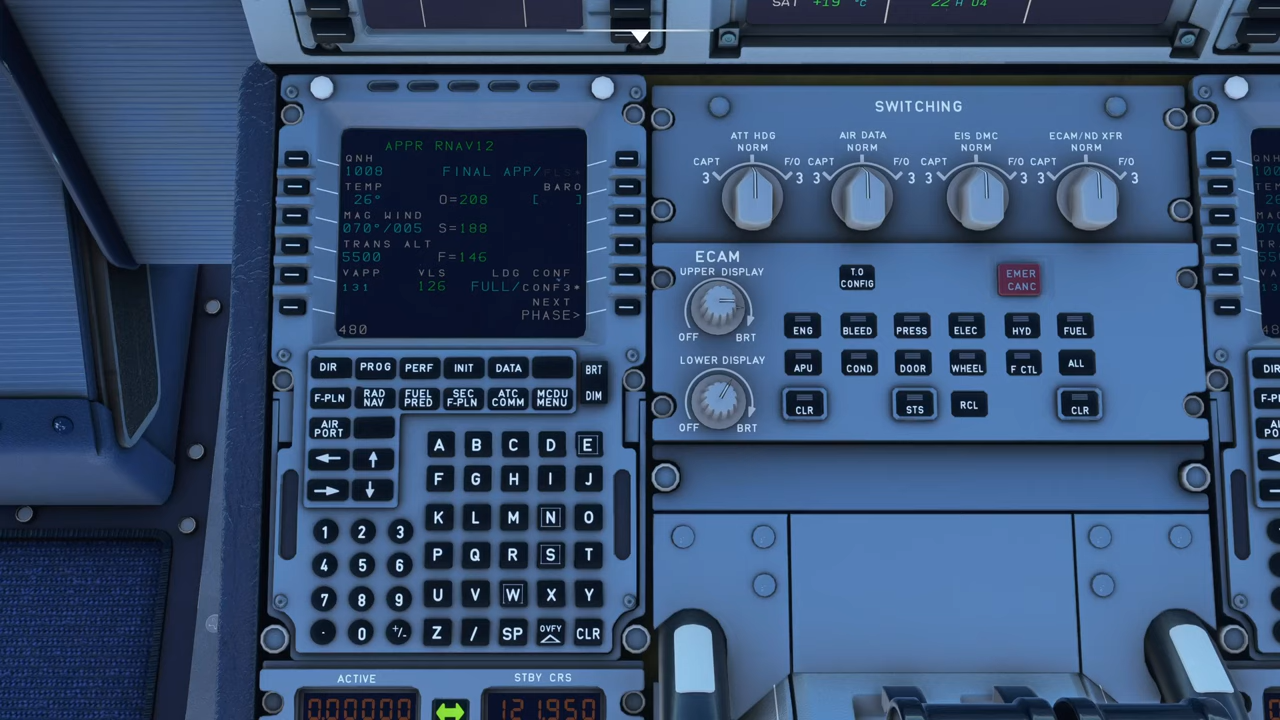 SAT +19 °C 22 H 04
APPR RNAV12
QNH
1008 FINAL APP/
TEMP BARO
26° O=208 [ ]
MAG WIND
070°/005 S=188
TRANS ALT
5500 F=146
VAPP VLS LDG CONF
131 126 FULL/CONF3*
NEXT
PHASE>
480
DIR PROG PERF INIT DATA
BRT
DIM
F-PLN RAD NAV FUEL PRED SEC F-PLN ATC COMM MCDU MENU
AIR PORT
A B C D E
F G H I J
K L M N O
P Q R S T
U V W X Y
Z / SP OVFY CLR
1 2 3
4 5 6
7 8 9
. 0 +/-
ACTIVE STBY CRS
000000 121.950
SWITCHING
ATT HDG AIR DATA EIS DMC ECAM/ND XFR
NORM NORM NORM NORM
CAPT F/O CAPT F/O CAPT F/O CAPT F/O
3 3 3 3 3 3 3 3
ECAM
UPPER DISPLAY
OFF BRT
LOWER DISPLAY
OFF BRT
T.O CONFIG
EMER CANC
ENG BLEED PRESS ELEC HYD FUEL
APU COND DOOR WHEEL F CTL ALL
CLR STS RCL CLR